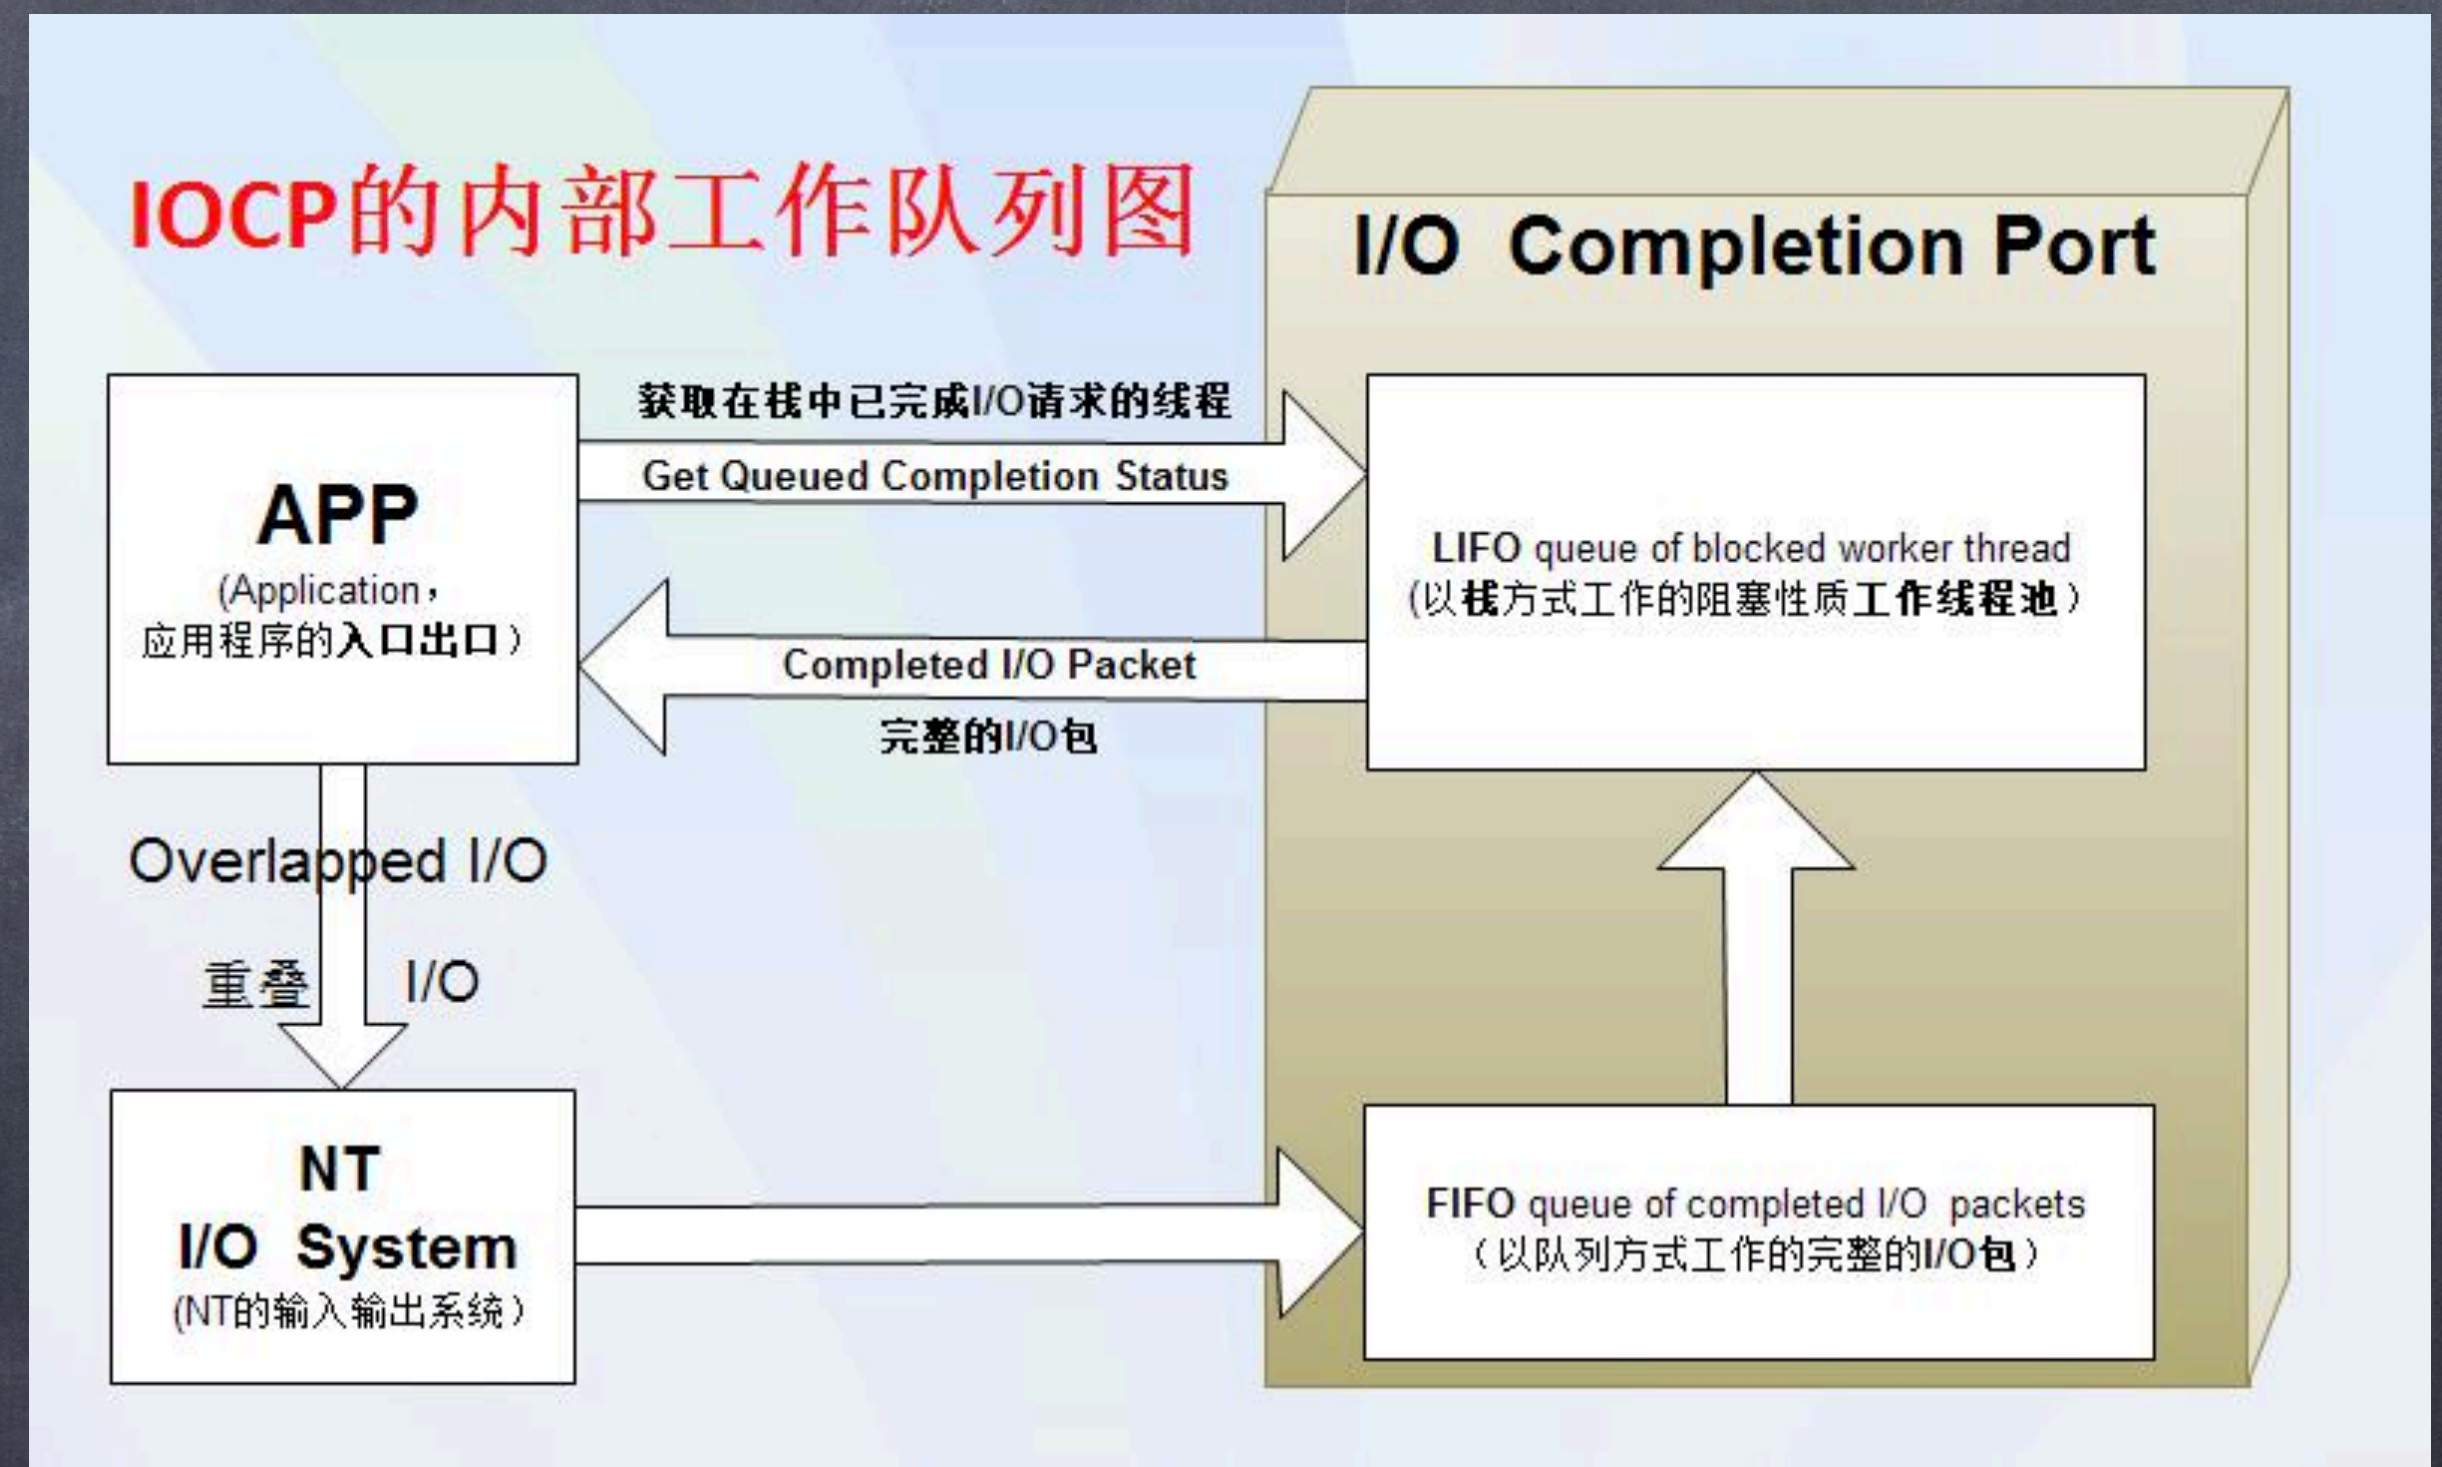 IOCP的内部工作队列图
I/O Completion Port
获取在栈中已完成I/O请求的线程
Get Queued Completion Status
APP
(Application，
应用程序的入口出口）
LIFO queue of blocked worker thread
(以栈方式工作的阻塞性质工作线程池）
Completed I/O Packet
完整的I/O包
Overlapped I/O
重叠 I/O
NT
I/O System
(NT的输入输出系统）
FIFO queue of completed I/O packets
（以队列方式工作的完整的I/O包）